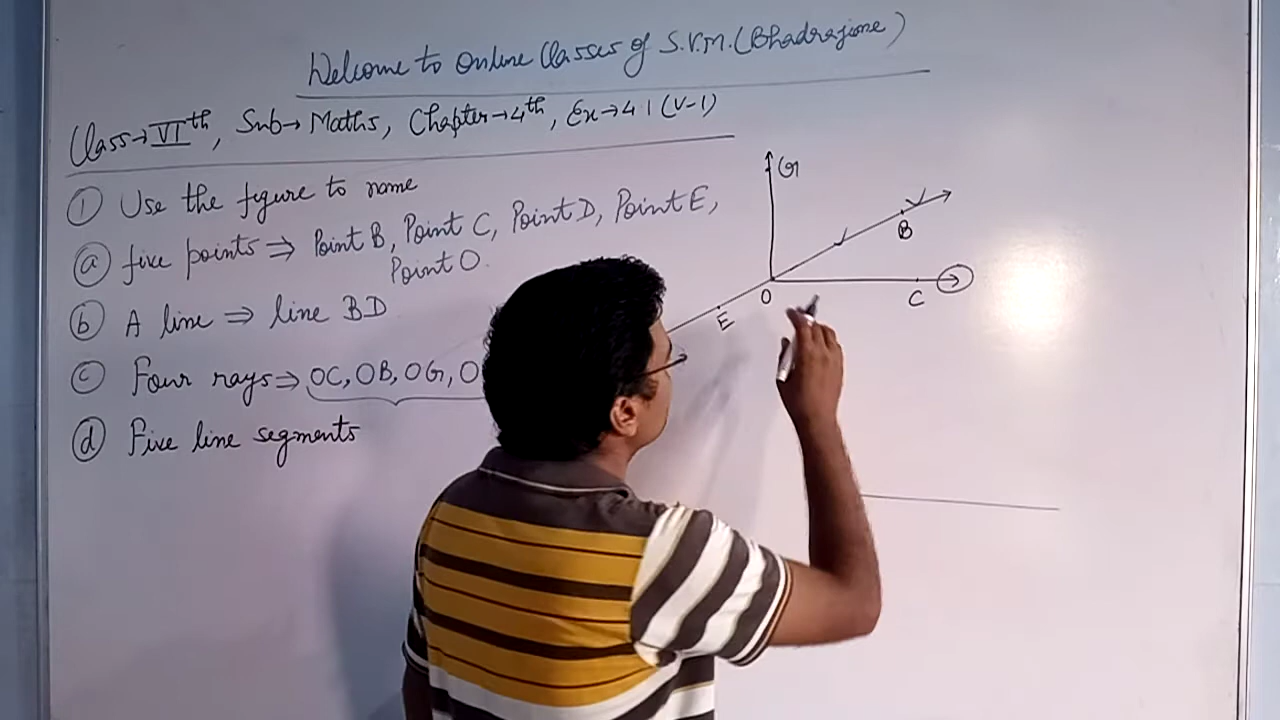 Welcome to Online Classes of S.V.M. (Bhadrajune)
Class→VIth, Sub→Maths, Chapter→4th, Ex→4.1 (V-1)
① Use the figure to name
ⓐ five points ⇒ Point B, Point C, Point D, Point E,
Point O.
ⓑ A line ⇒ line BD
ⓒ Four rays ⇒ OC, OB, OG, O
ⓓ Five line segments
G
B
O
C
E